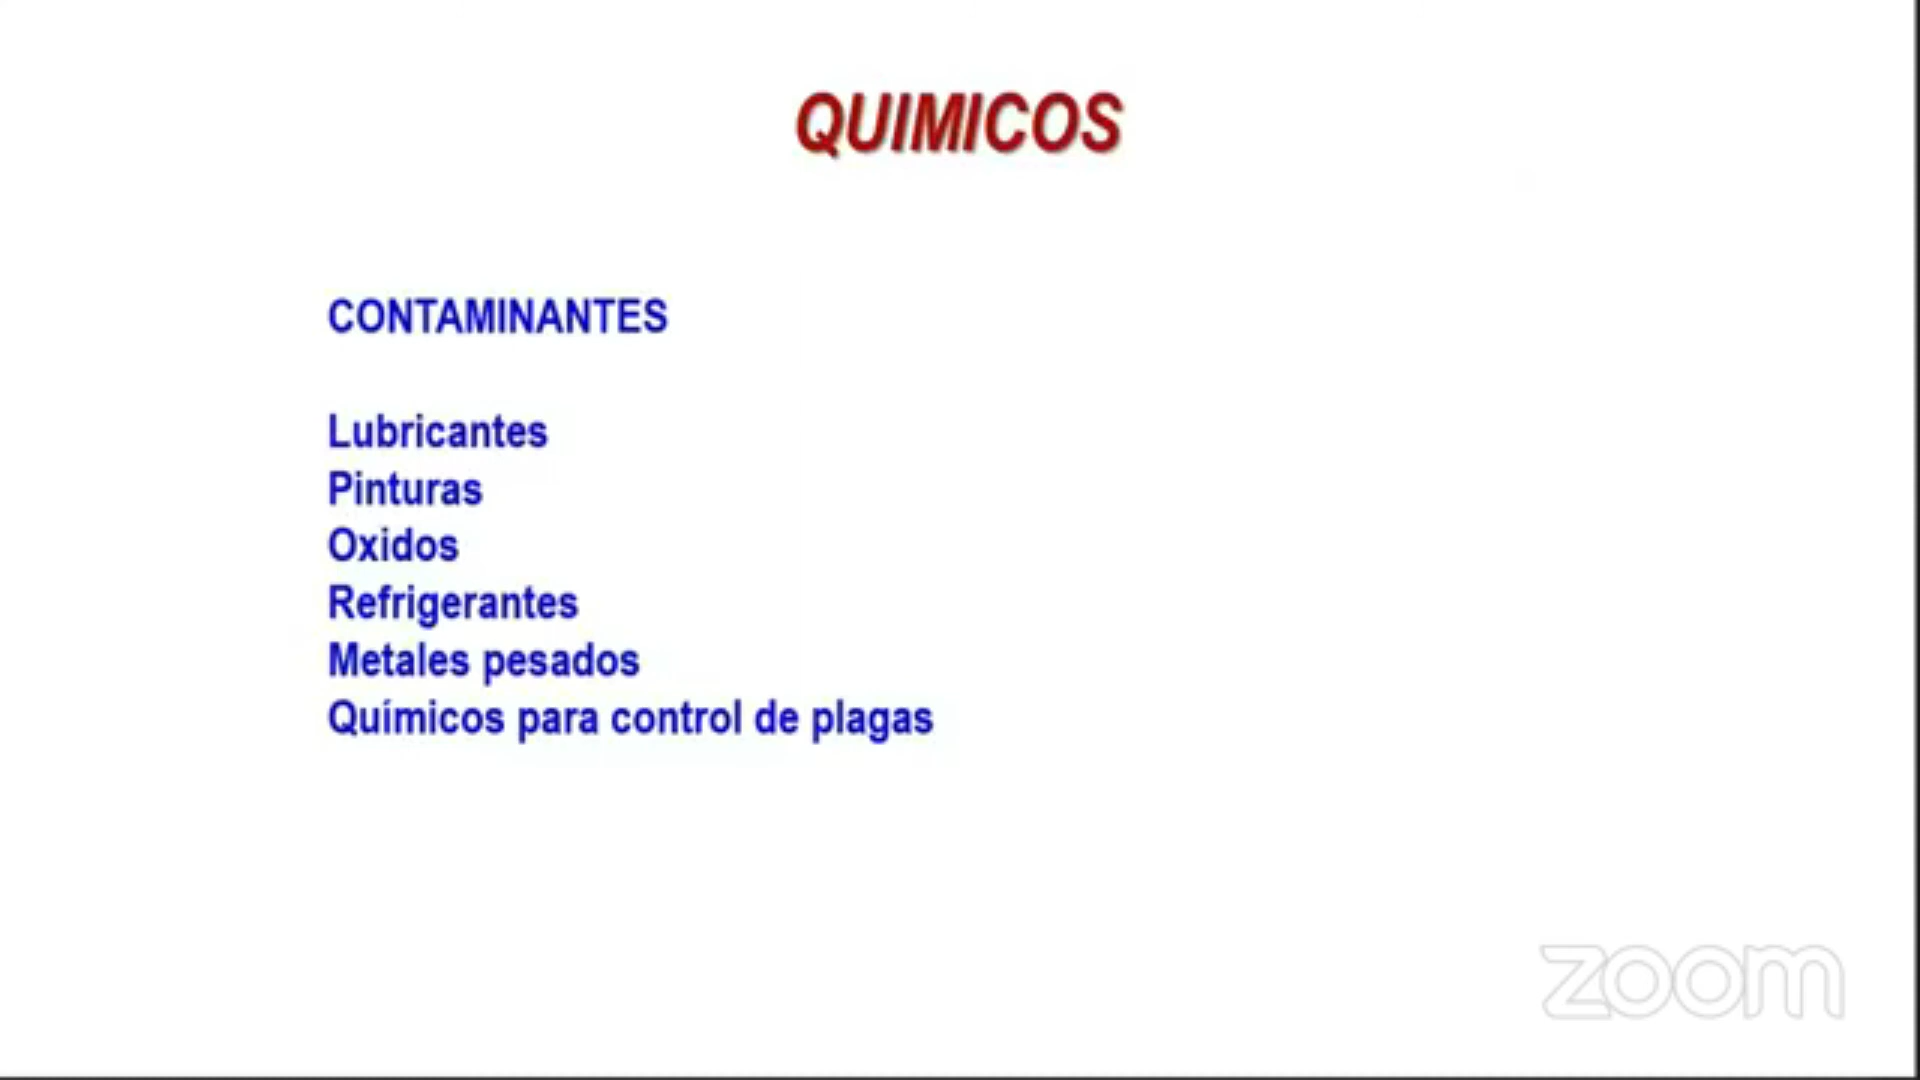 QUIMICOS
CONTAMINANTES
Lubricantes
Pinturas
Oxidos
Refrigerantes
Metales pesados
Químicos para control de plagas
zoom